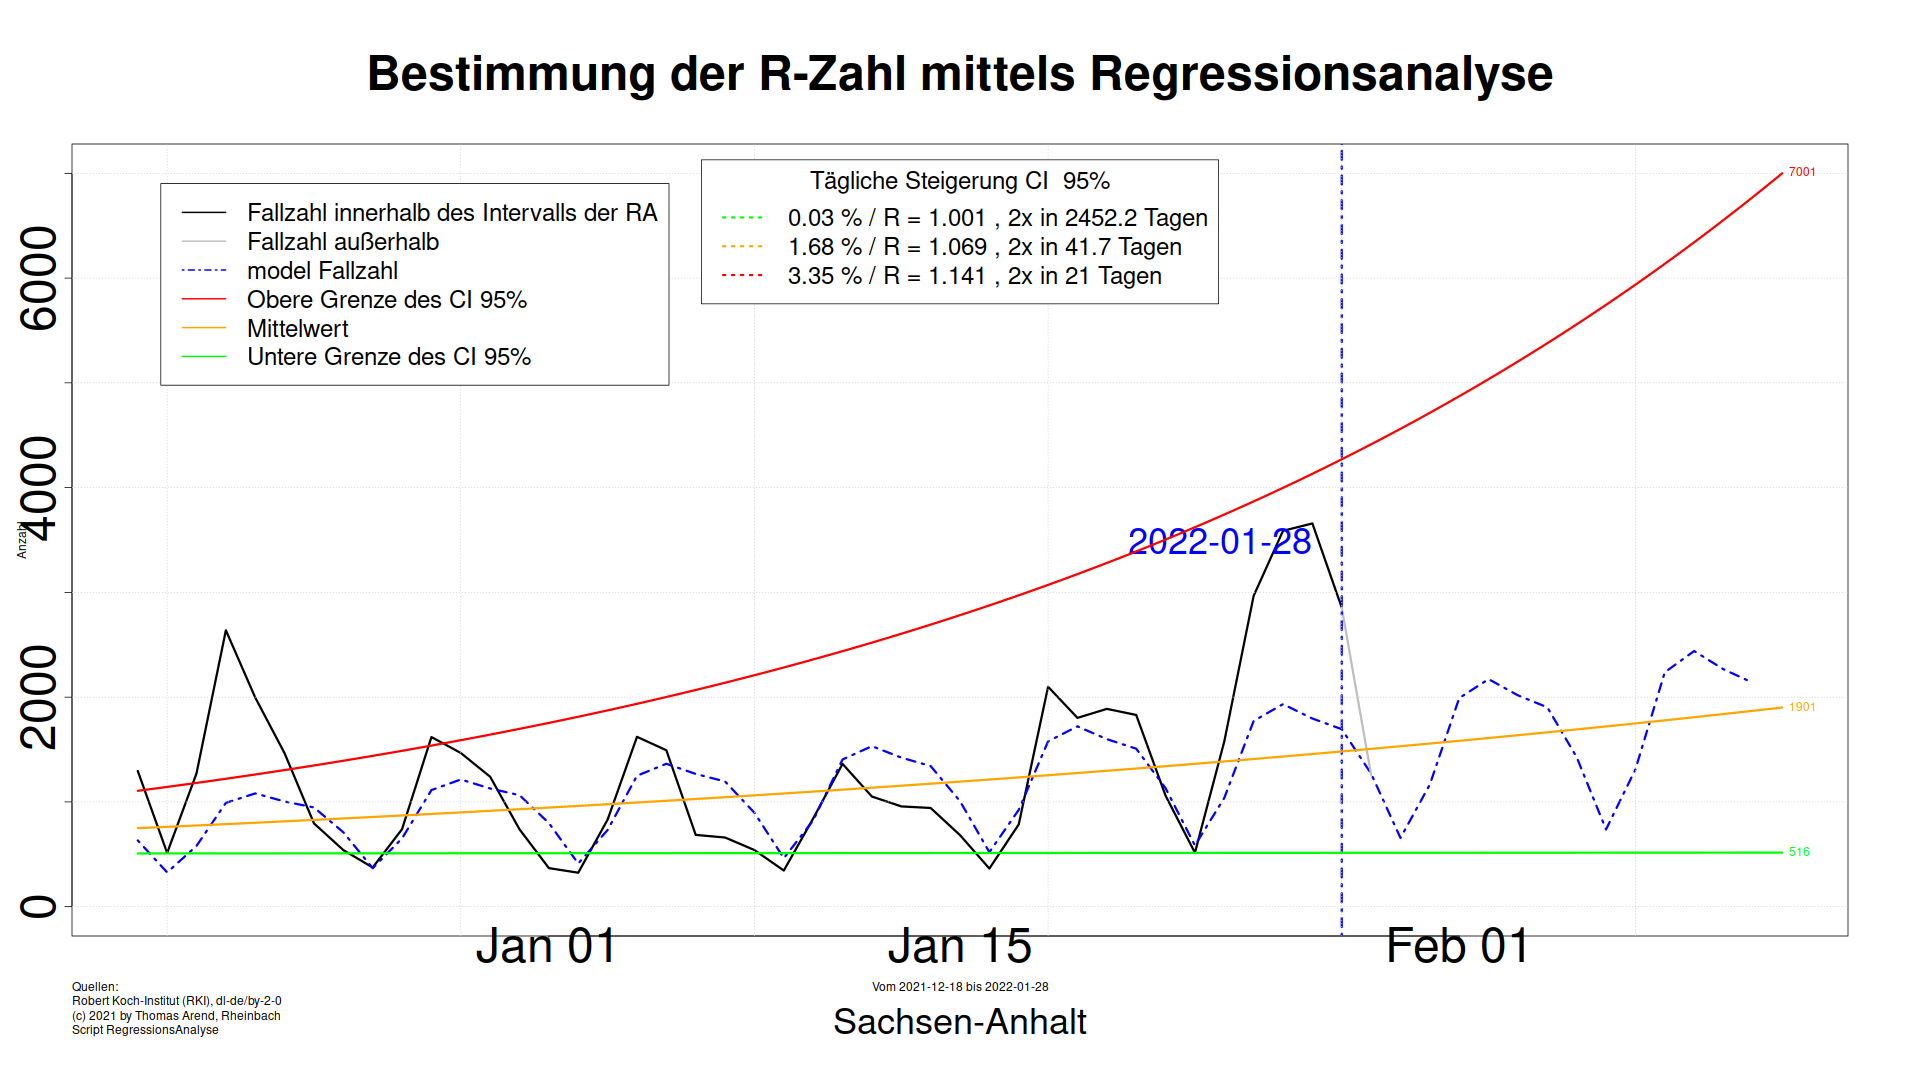 Bestimmung der R-Zahl mittels Regressionsanalyse
Fallzahl innerhalb des Intervalls der RA
Fallzahl außerhalb
model Fallzahl
Obere Grenze des CI 95%
Mittelwert
Untere Grenze des CI 95%
Tägliche Steigerung CI 95%
0.03 % / R = 1.001 , 2x in 2452.2 Tagen
1.68 % / R = 1.069 , 2x in 41.7 Tagen
3.35 % / R = 1.141 , 2x in 21 Tagen
7001
6000
4000
Anzahl
2022-01-28
2000
1901
516
0
Jan 01
Jan 15
Feb 01
Quellen:
Robert Koch-Institut (RKI), dl-de/by-2-0
(c) 2021 by Thomas Arend, Rheinbach
Script RegressionsAnalyse
Vom 2021-12-18 bis 2022-01-28
Sachsen-Anhalt